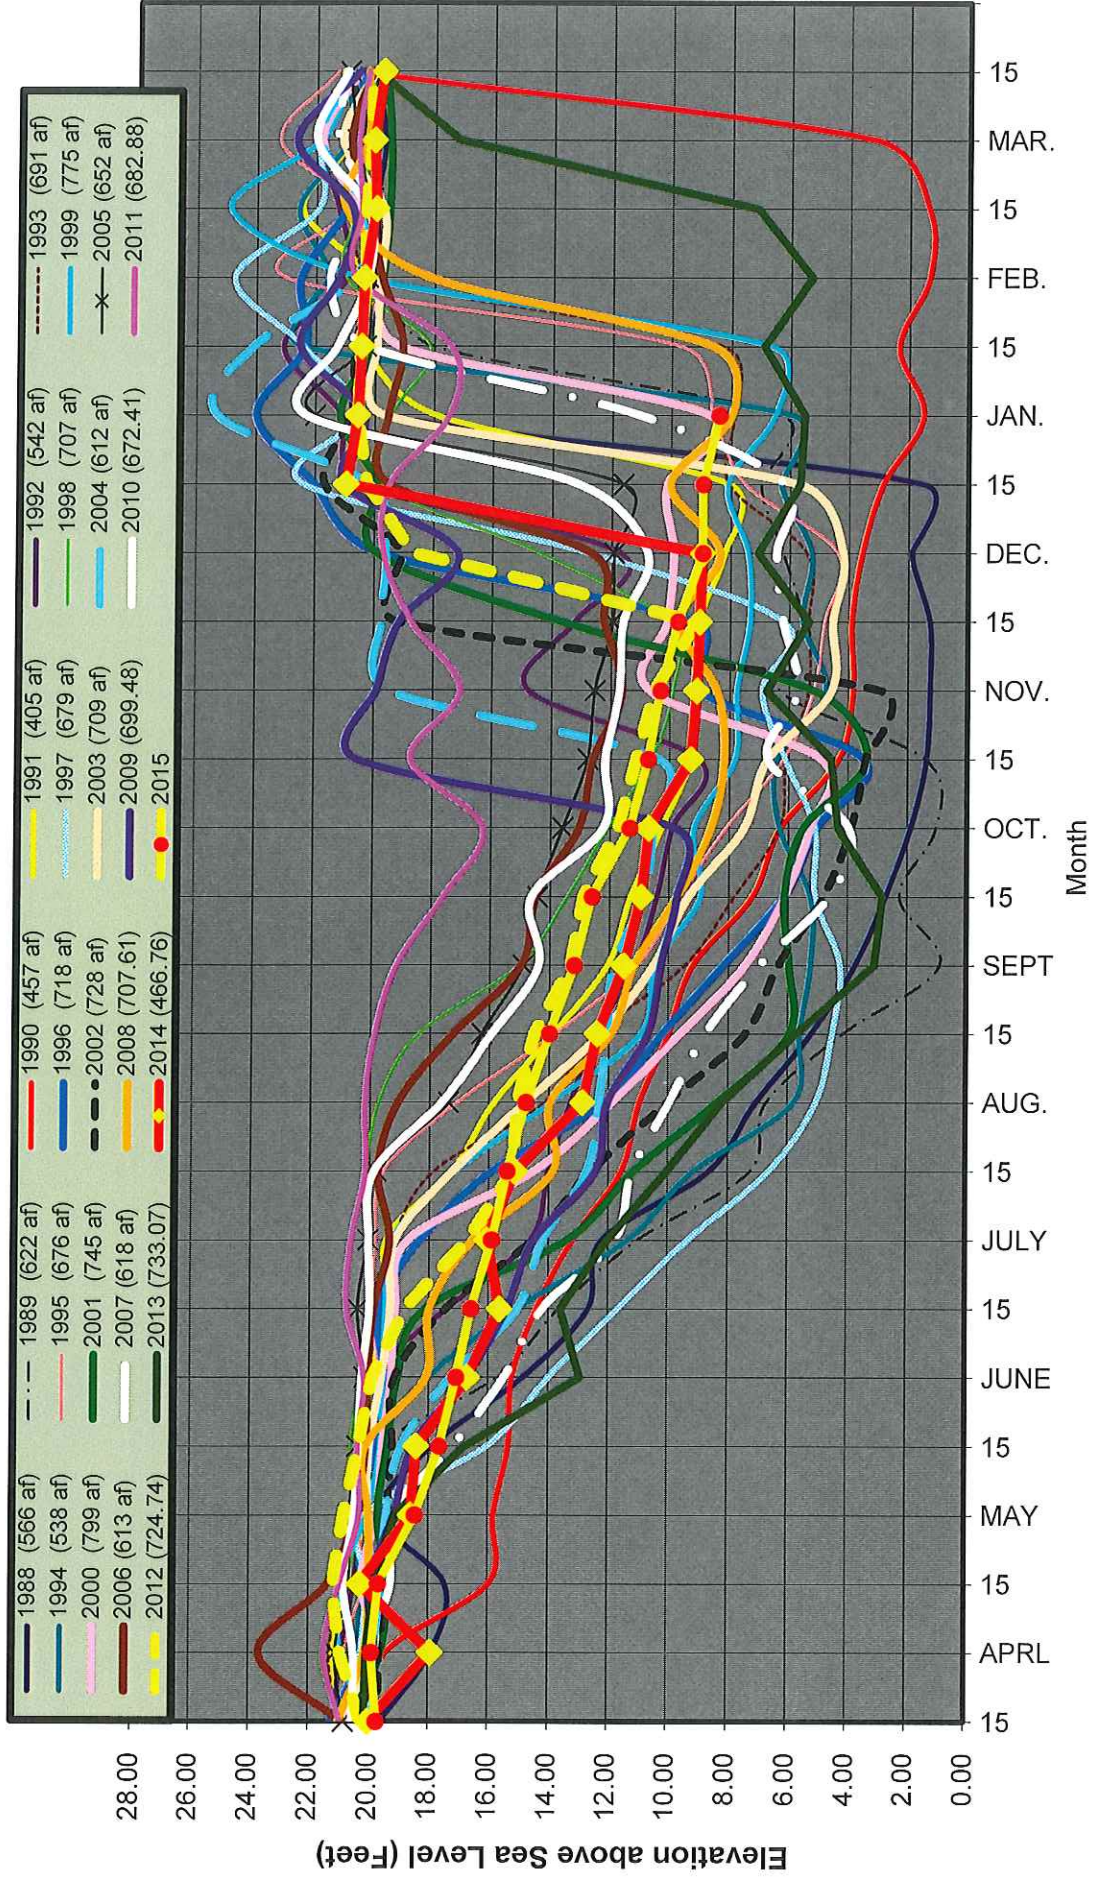 1988 (566 af) 1989 (622 af) 1990 (457 af) 1991 (405 af) 1992 (542 af) 1993 (691 af)
1994 (538 af) 1995 (676 af) 1996 (718 af) 1997 (679 af) 1998 (707 af) 1999 (775 af)
2000 (799 af) 2001 (745 af) 2002 (728 af) 2003 (709 af) 2004 (612 af) 2005 (652 af)
2006 (613 af) 2007 (618 af) 2008 (707.61) 2009 (699.48) 2010 (672.41) 2011 (682.88)
2012 (724.74) 2013 (733.07) 2014 (466.76) 2015
Elevation above Sea Level (Feet)
28.00
26.00
24.00
22.00
20.00
18.00
16.00
14.00
12.00
10.00
8.00
6.00
4.00
2.00
0.00
15 APRL 15 MAY 15 JUNE 15 JULY 15 AUG. 15 SEPT 15 OCT. 15 NOV. 15 DEC. 15 JAN. 15 FEB. 15 MAR. 15
Month